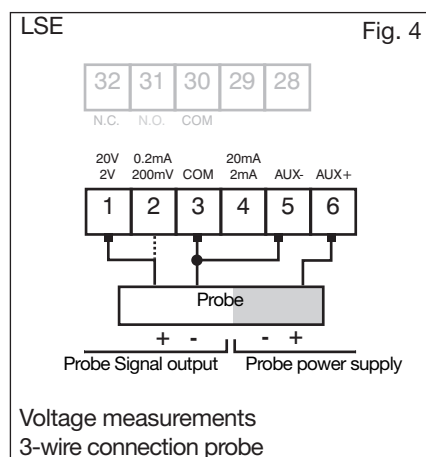 LSE Fig. 4
32 31 30 29 28
N.C. N.O. COM
20V 0.2mA 20mA
2V 200mV COM 2mA AUX- AUX+
1 2 3 4 5 6
Probe
+ - - +
Probe Signal output Probe power supply
Voltage measurements
3-wire connection probe